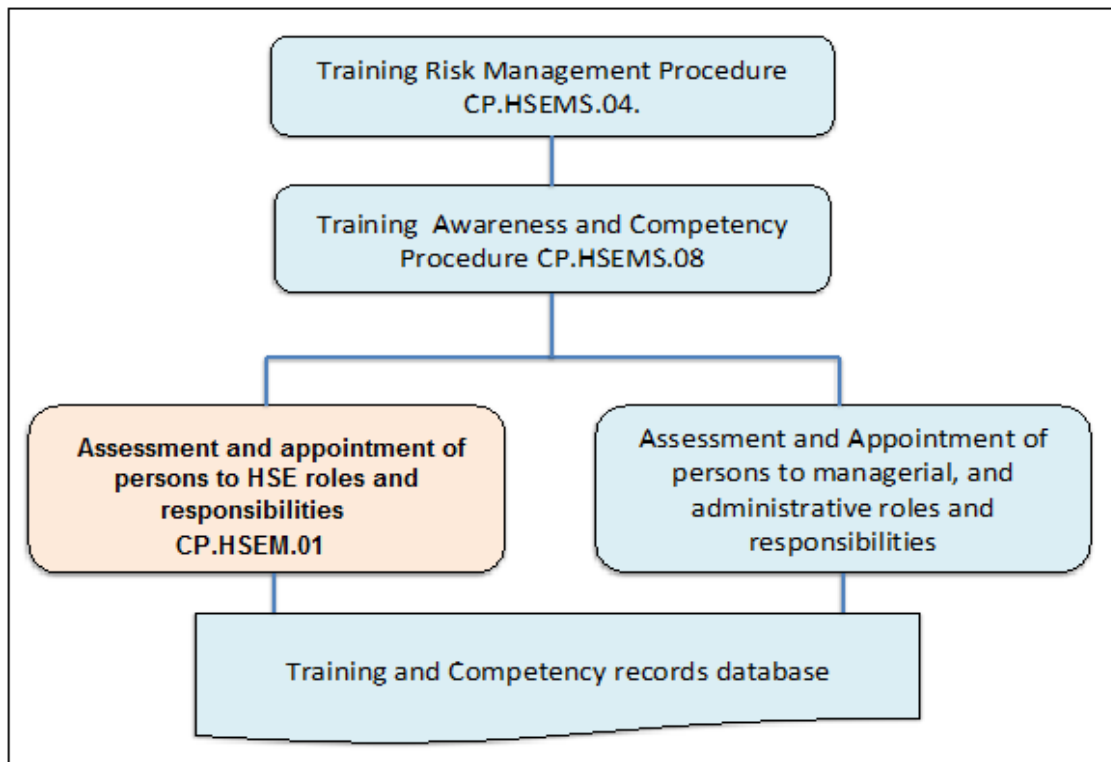 Training Risk Management Procedure
CP.HSEMS.04.
Training Awareness and Competency
Procedure CP.HSEMS.08
Assessment and appointment of
persons to HSE roles and
responsibilities
CP.HSEM.01
Assessment and Appointment of
persons to managerial, and
administrative roles and
responsibilities
Training and Competency records database